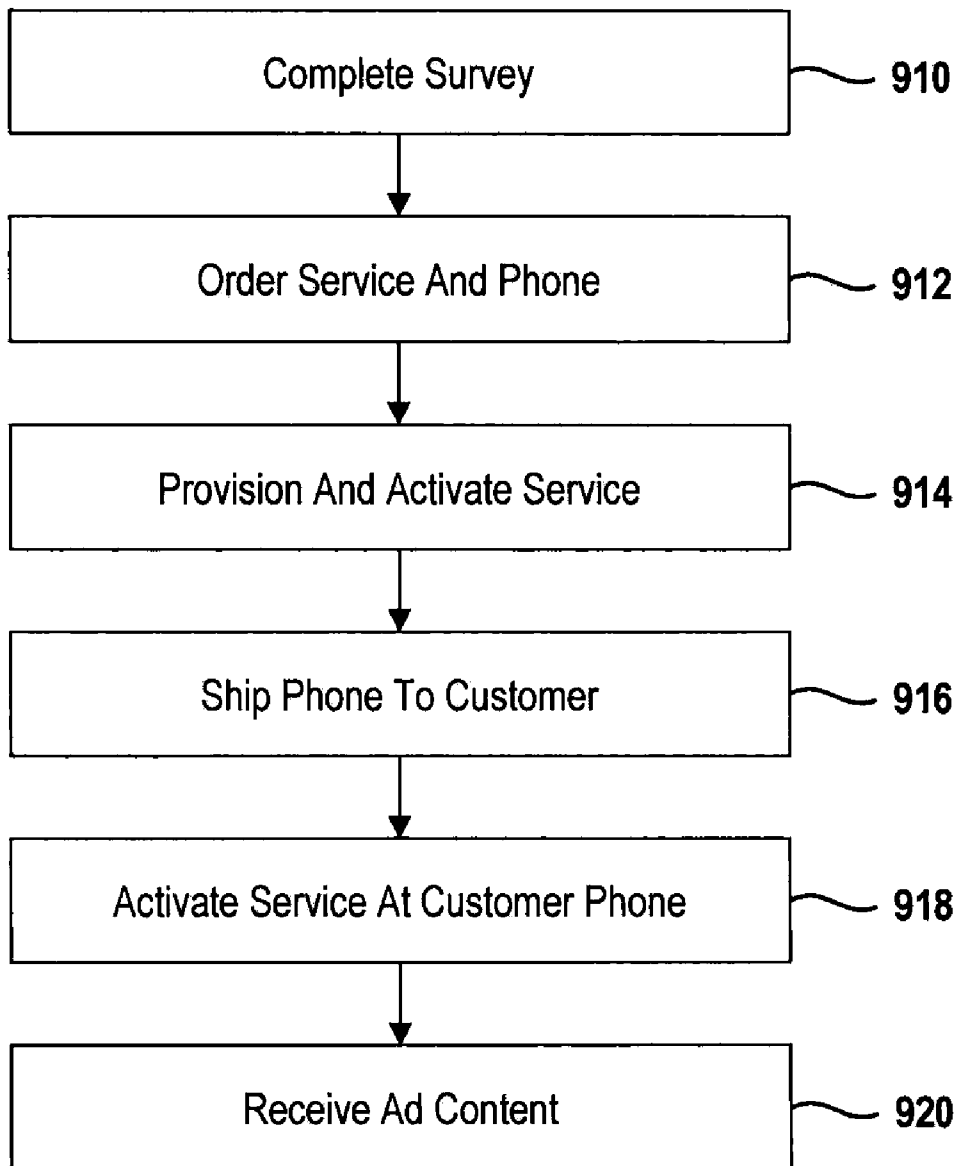 Complete Survey 910
Order Service And Phone 912
Provision And Activate Service 914
Ship Phone To Customer 916
Activate Service At Customer Phone 918
Receive Ad Content 920